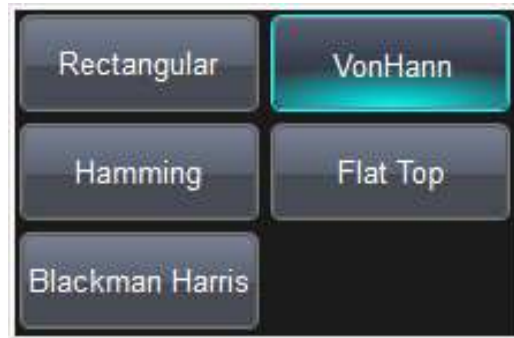 Rectangular
VonHann
Hamming
Flat Top
Blackman Harris